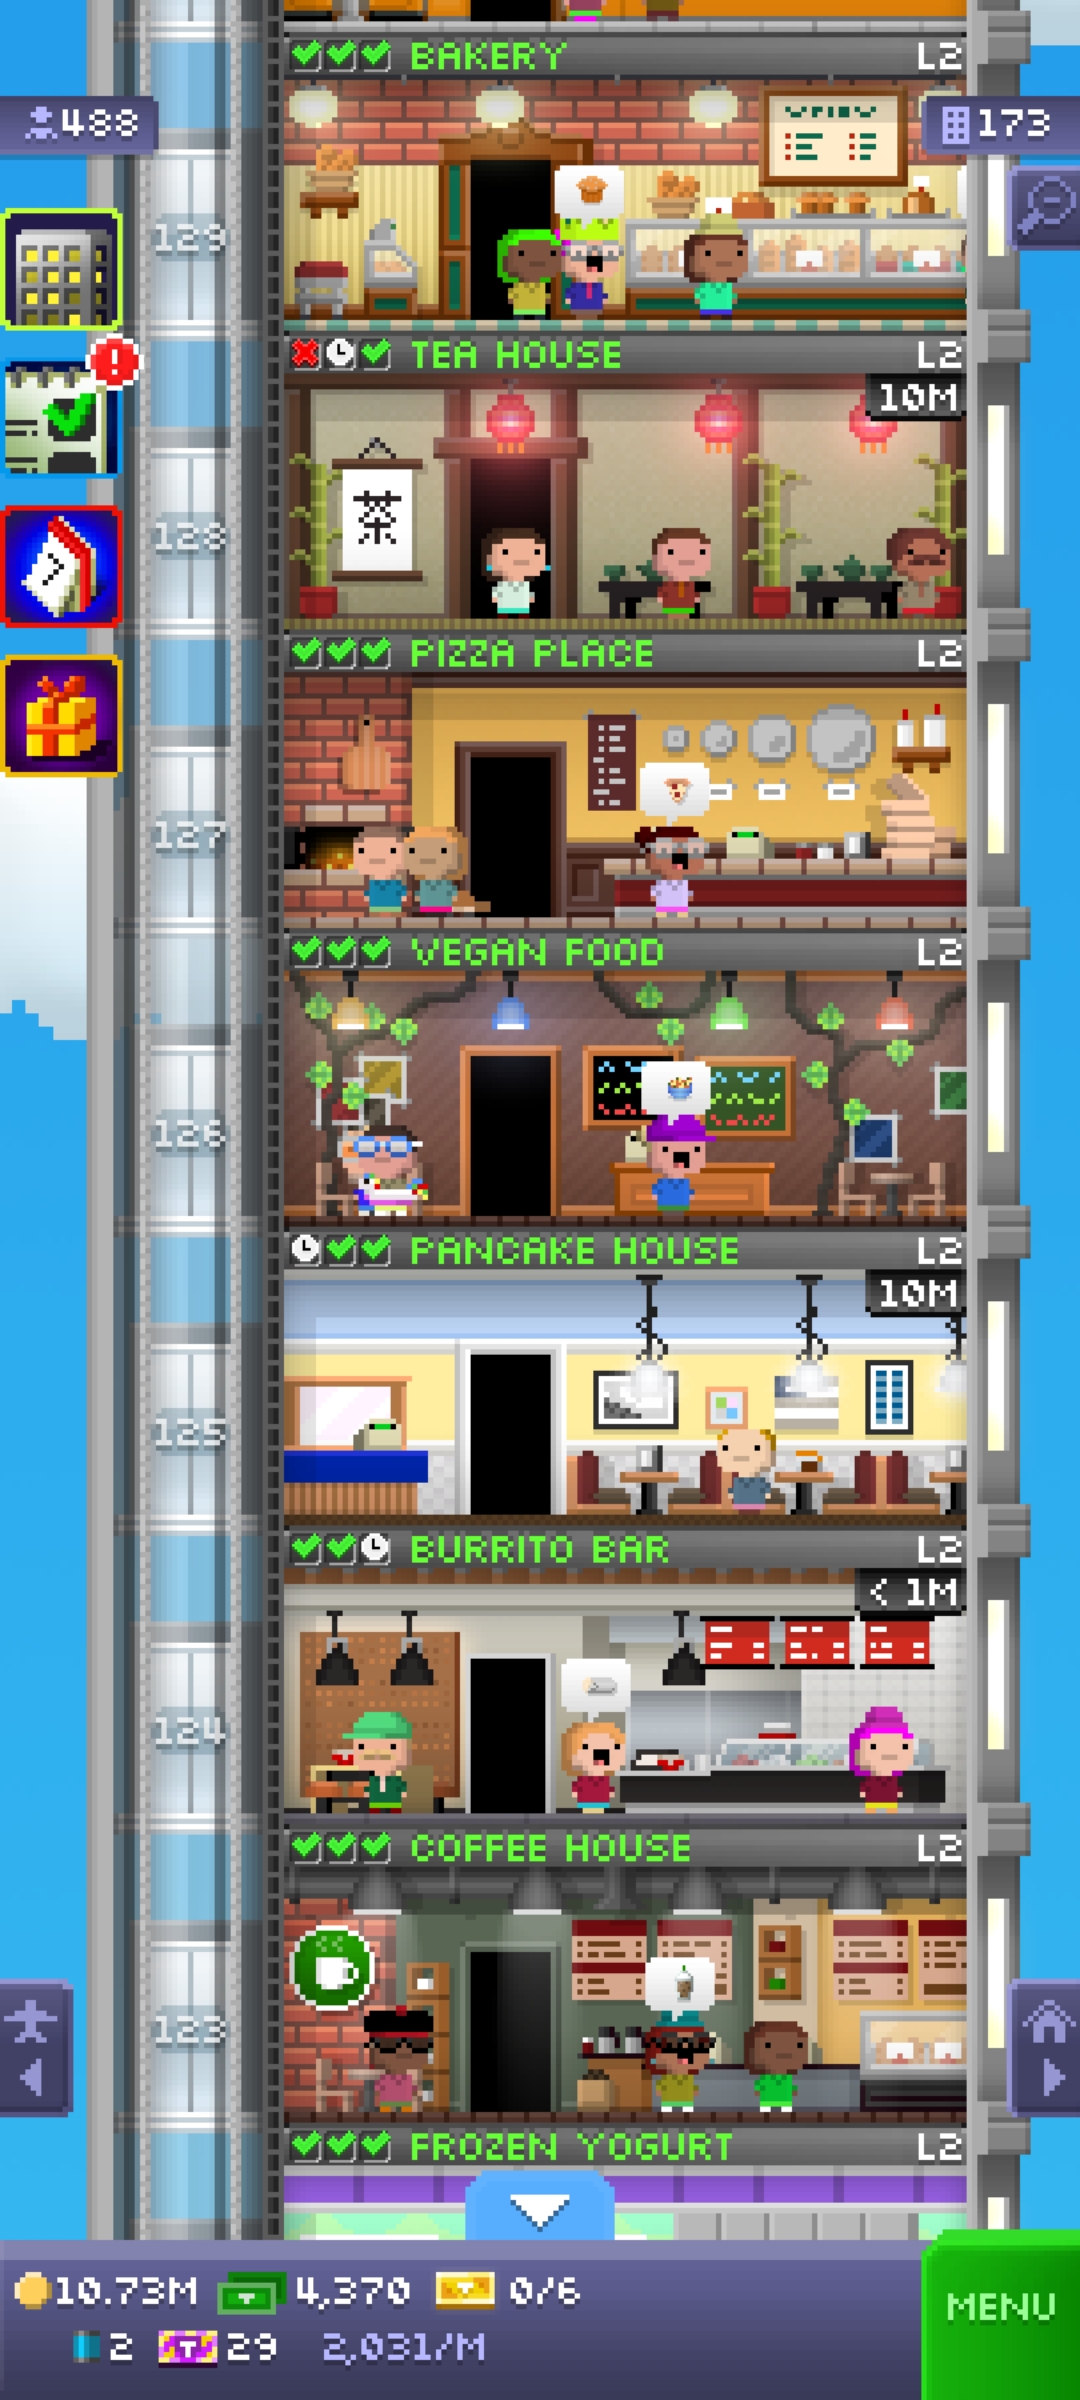 BAKERY L2
488
173
MENU
129
TEA HOUSE L2
10M
茶
128
7
PIZZA PLACE L2
127
VEGAN FOOD L2
126
PANCAKE HOUSE L2
10M
125
BURRITO BAR L2
< 1M
124
COFFEE HOUSE L2
123
FROZEN YOGURT L2
10.73M 4,370 0/6
2 29 2,031/M
MENU